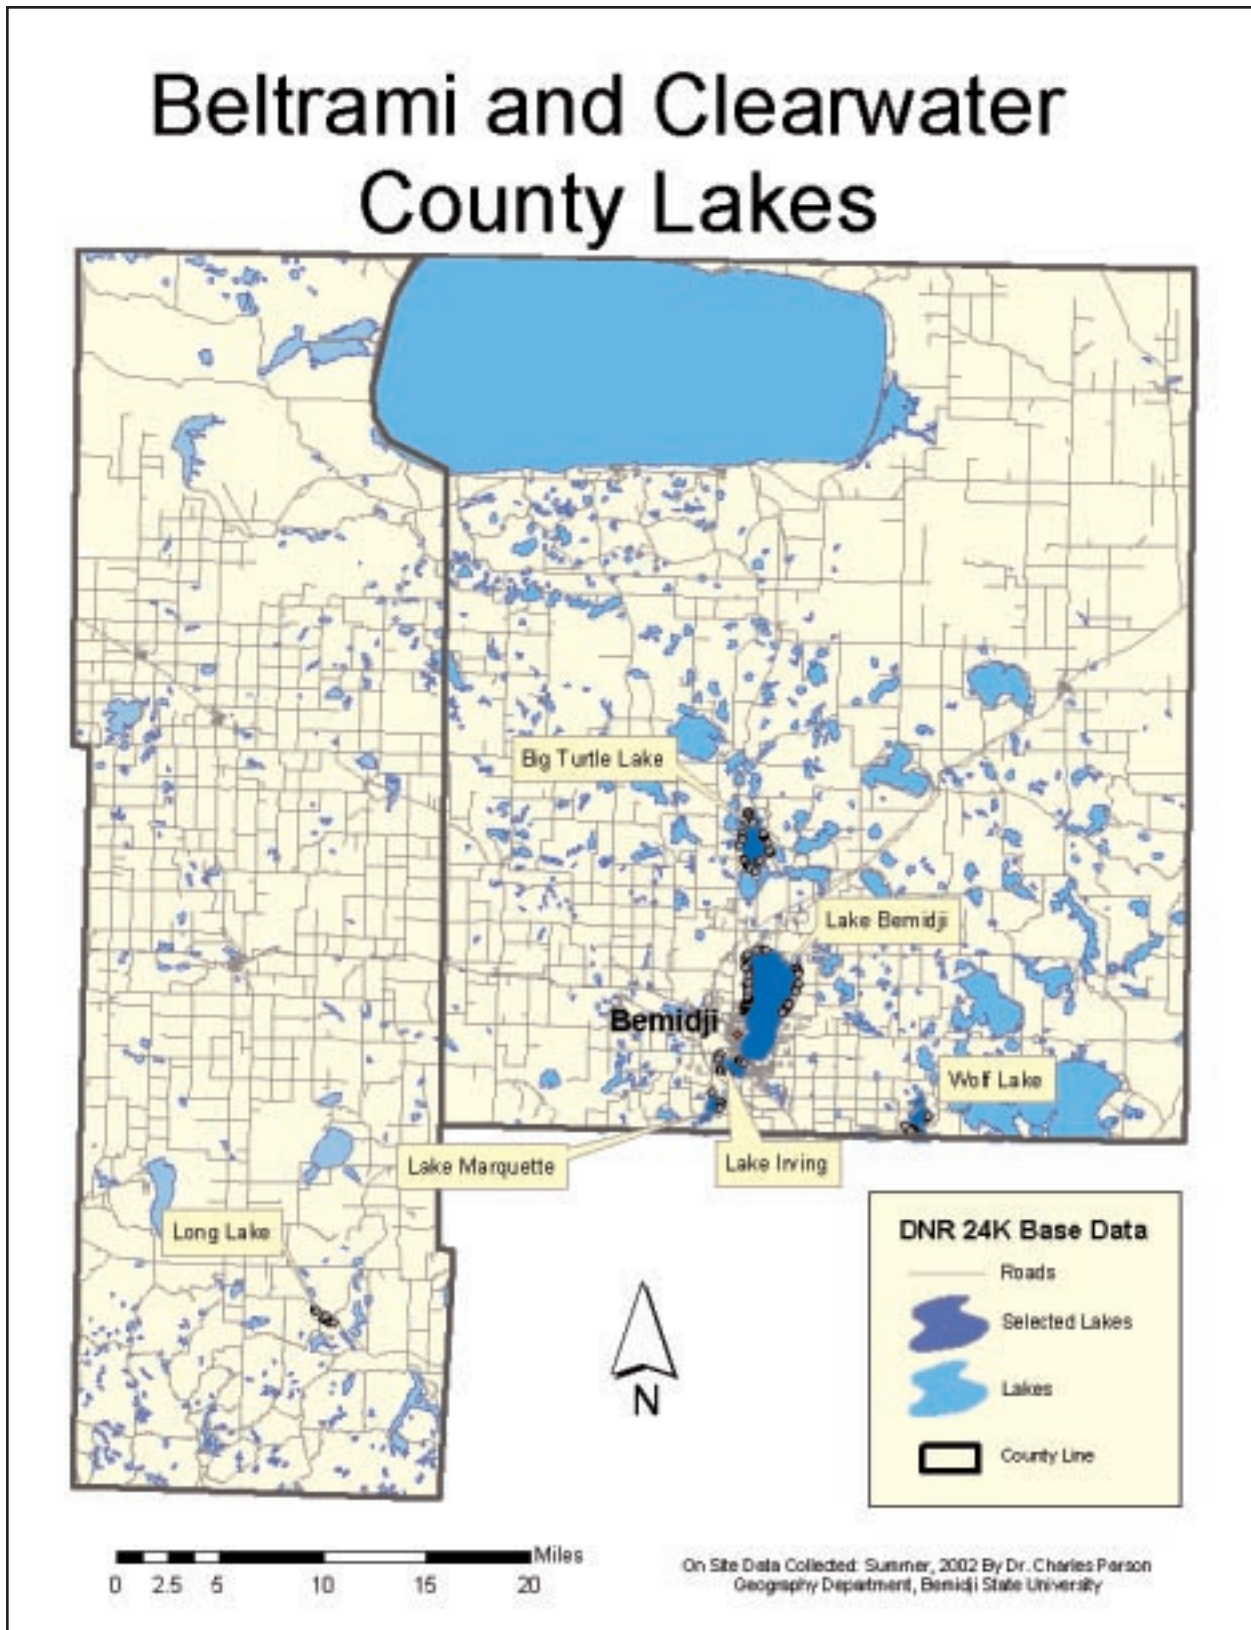 Beltrami and Clearwater
County Lakes
Big Turtle Lake
Lake Bemidji
Bemidji
Wolf Lake
Lake Marquette
Lake Irving
Long Lake
DNR 24K Base Data
Roads
Selected Lakes
Lakes
County Line
N
Miles
0 2.5 5 10 15 20
On Site Data Collected: Summer, 2002 By Dr. Charles Parson
Geography Department, Bemidji State University